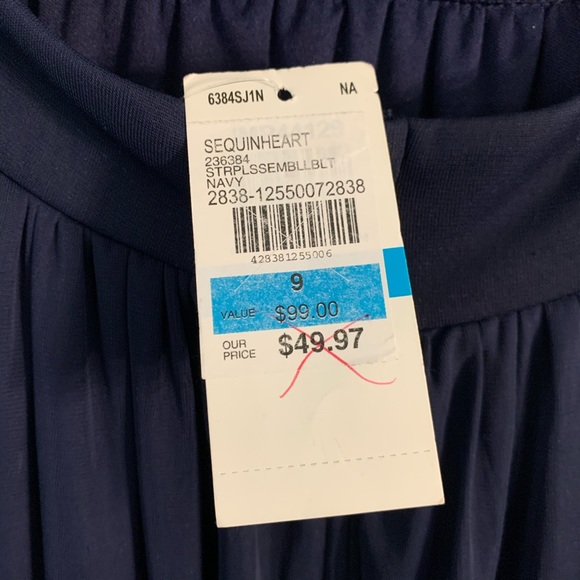 6384SJ1N NA
SEQUINHEART
236384
STRPLSSEMBLLBLT
NAVY
2838-12550072838
428381255006
9
VALUE $99.00
OUR PRICE $49.97